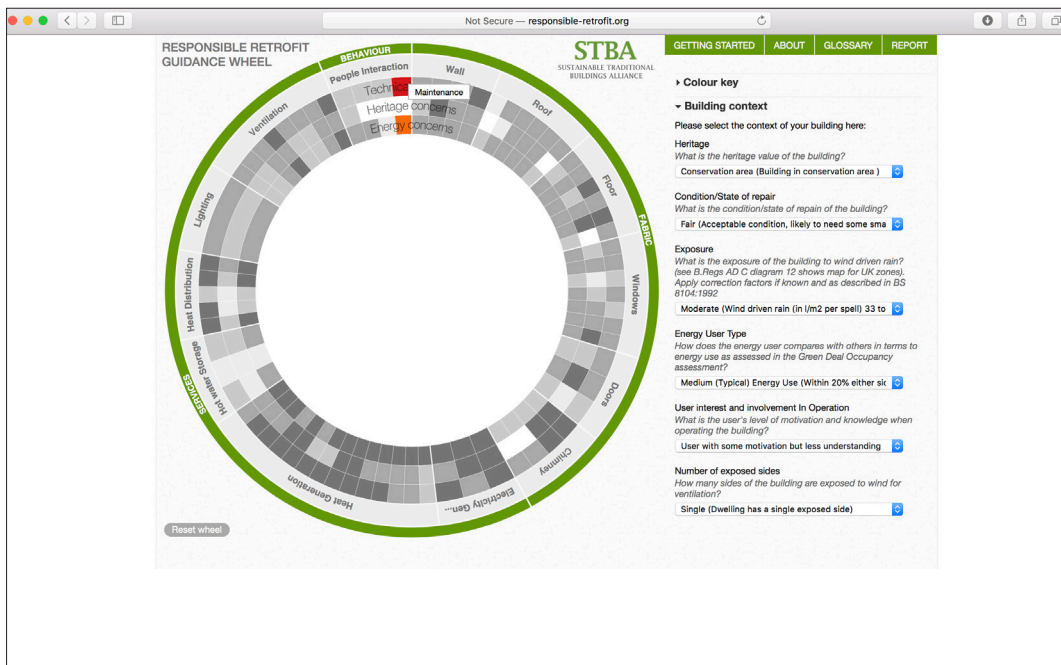 Not Secure — responsible-retrofit.org
RESPONSIBLE RETROFIT
GUIDANCE WHEEL
STBA
SUSTAINABLE TRADITIONAL
BUILDINGS ALLIANCE
GETTING STARTED
ABOUT
GLOSSARY
REPORT
BEHAVIOUR
People Interaction
Wall
Roof
Floor
FABRIC
Windows
Doors
Chimney
Electricity Gen...
Heat Generation
SERVICES
Hot water Storage
Heat Distribution
Lighting
Ventilation
Maintenance
Heritage concerns
Energy concerns
Reset wheel
Colour key
Building context
Please select the context of your building here:
Heritage
What is the heritage value of the building?
Conservation area (Building in conservation area )
Condition/State of repair
What is the condition/state of repair of the building?
Fair (Acceptable condition, likely to need some sma
Exposure
What is the exposure of the building to wind driven rain?
(see B.Regs AD C diagram 12 shows map for UK zones).
Apply correction factors if known and as described in BS
8104:1992
Moderate (Wind driven rain (in l/m2 per spell) 33 to
Energy User Type
How does the energy user compares with others in terms to
energy use as assessed in the Green Deal Occupancy
assessment?
Medium (Typical) Energy Use (Within 20% either sic
User interest and involvement In Operation
What is the user's level of motivation and knowledge when
operating the building?
User with some motivation but less understanding
Number of exposed sides
How many sides of the building are exposed to wind for
ventilation?
Single (Dwelling has a single exposed side)